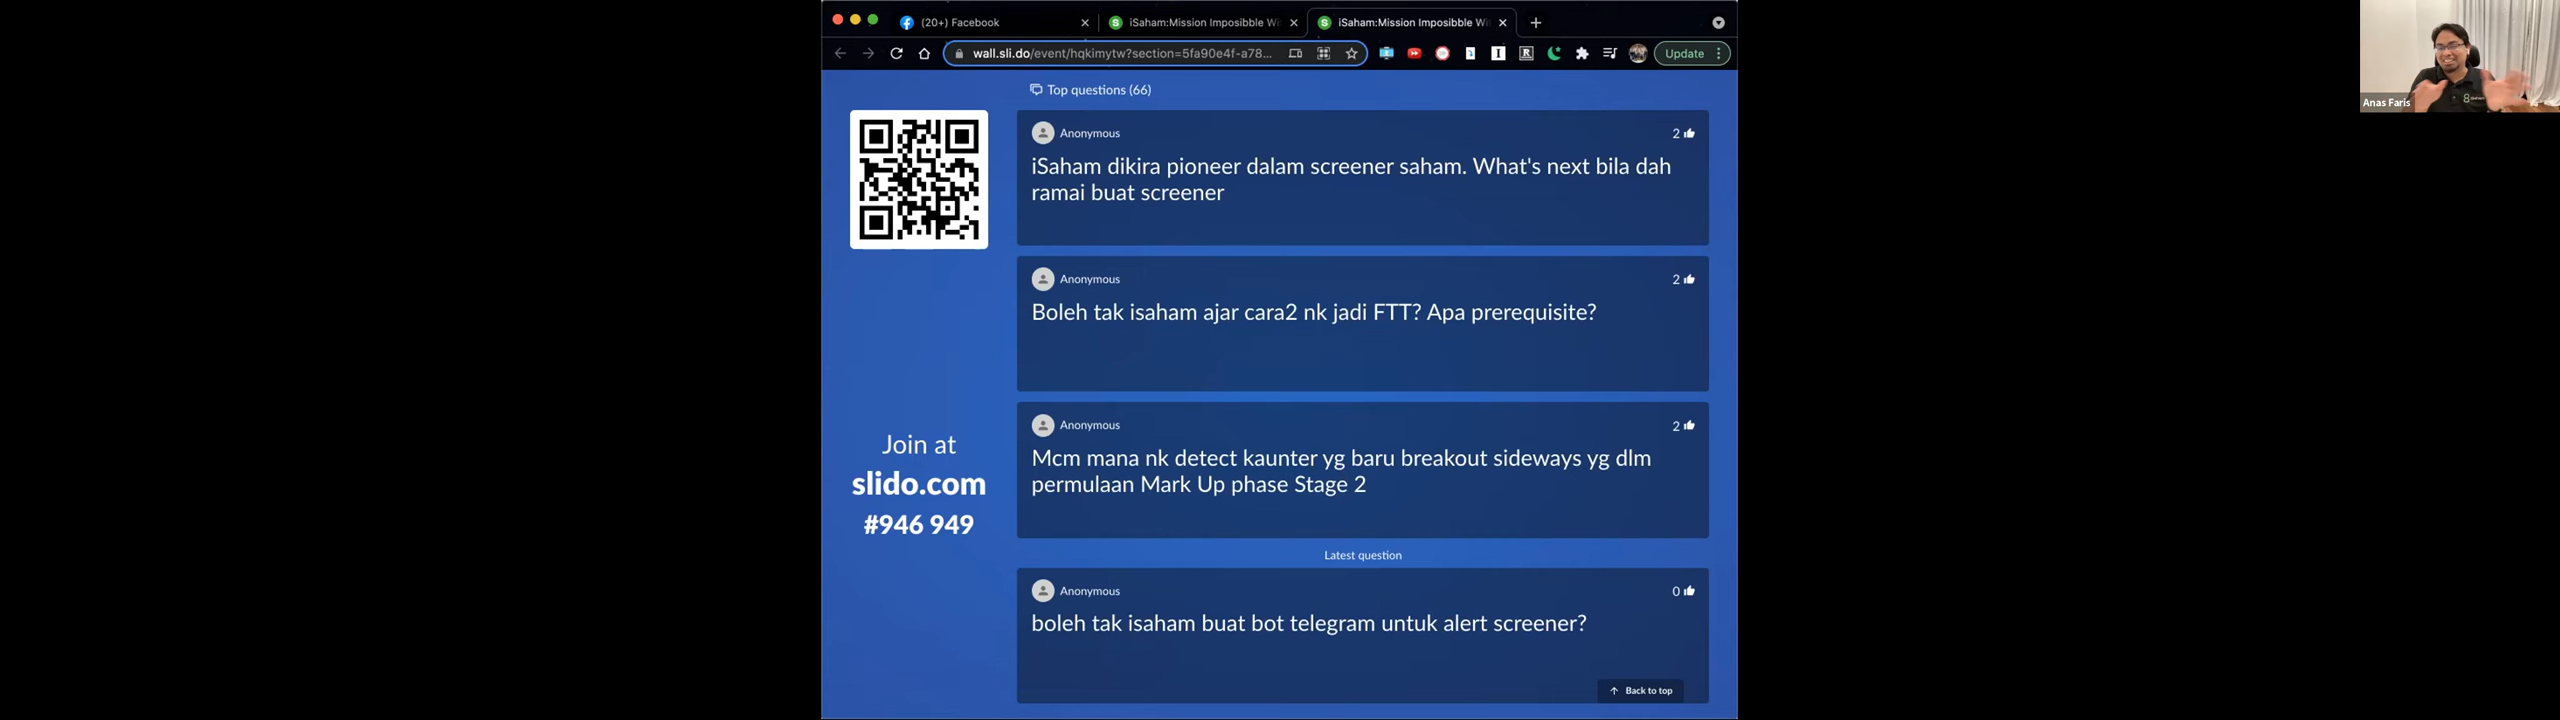 (20+) Facebook
iSaham:Mission Imposibble Wi
iSaham:Mission Imposibble Wi
wall.sli.do/event/hqkimytw?section=5fa90e4f-a78...
Update
Top questions (66)
Anonymous
2
iSaham dikira pioneer dalam screener saham. What's next bila dah
ramai buat screener
Anonymous
2
Boleh tak isaham ajar cara2 nk jadi FTT? Apa prerequisite?
Anonymous
2
Mcm mana nk detect kaunter yg baru breakout sideways yg dlm
permulaan Mark Up phase Stage 2
Join at
slido.com
#946 949
Latest question
Anonymous
0
boleh tak isaham buat bot telegram untuk alert screener?
Back to top
Anas Faris